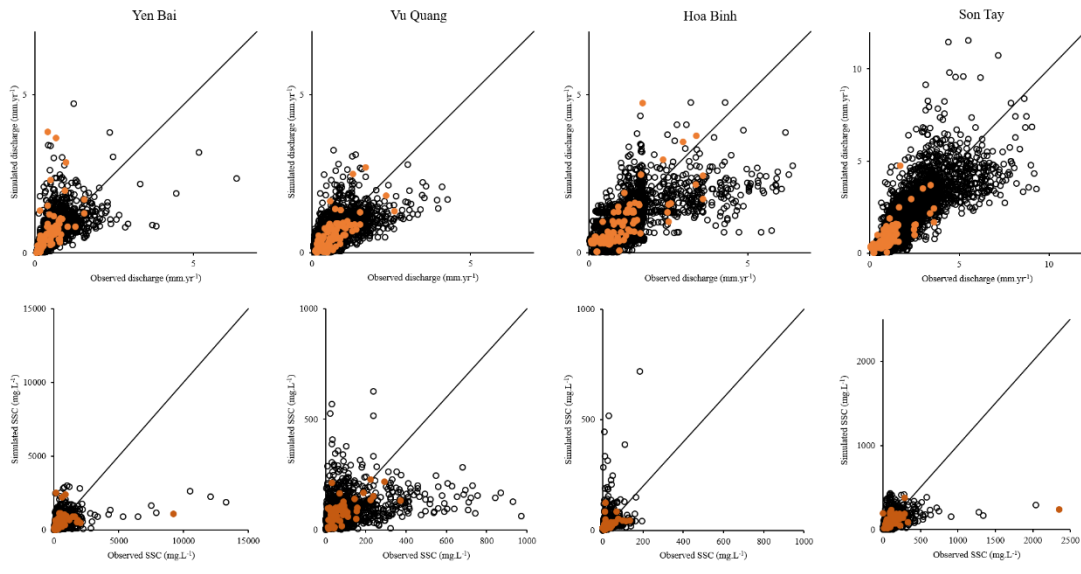 Yen Bai
Vu Quang
Hoa Binh
Son Tay
Simulated discharge (mm.yr⁻¹)
5
0
0
5
Observed discharge (mm.yr⁻¹)
Simulated discharge (mm.yr⁻¹)
5
0
0
5
Observed discharge (mm.yr⁻¹)
Simulated discharge (mm.yr⁻¹)
5
0
0
5
Observed discharge (mm.yr⁻¹)
Simulated discharge (mm.yr⁻¹)
10
5
0
0
5
10
Observed discharge (mm.yr⁻¹)
Simulated SSC (mg.L⁻¹)
15000
10000
5000
0
0
5000
10000
15000
Observed SSC (mg.L⁻¹)
Simulated SSC (mg.L⁻¹)
1000
500
0
0
200
400
600
800
1000
Observed SSC (mg.L⁻¹)
Simulated SSC (mg.L⁻¹)
1000
500
0
0
200
400
600
800
1000
Observed SSC (mg.L⁻¹)
Simulated SSC (mg.L⁻¹)
2000
1000
0
0
500
1000
1500
2000
2500
Observed SSC (mg.L⁻¹)